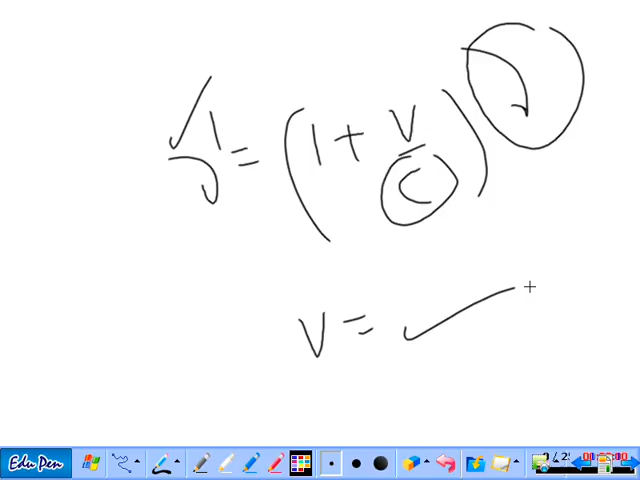 ν' = (1 + v/c) ν
v = ✓
Edu Pen